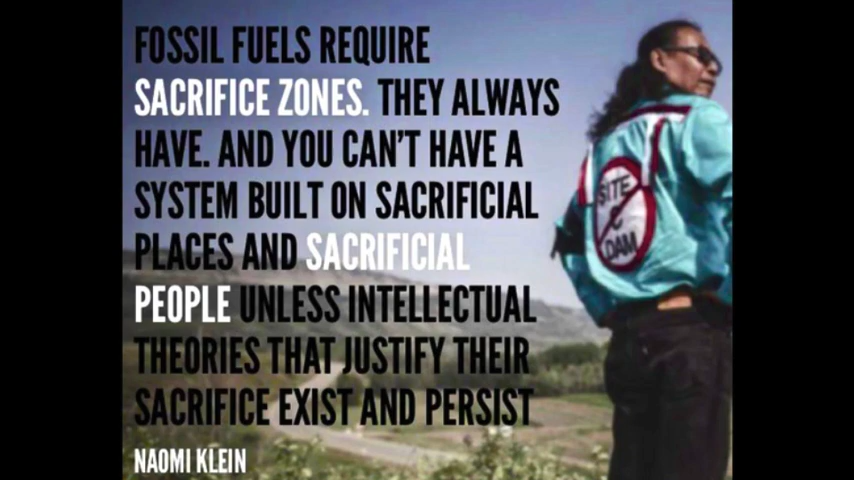 FOSSIL FUELS REQUIRE
SACRIFICE ZONES. THEY ALWAYS
HAVE. AND YOU CAN'T HAVE A
SYSTEM BUILT ON SACRIFICIAL
PLACES AND SACRIFICIAL
PEOPLE UNLESS INTELLECTUAL
THEORIES THAT JUSTIFY THEIR
SACRIFICE EXIST AND PERSIST
NAOMI KLEIN
SITE
C
DAM